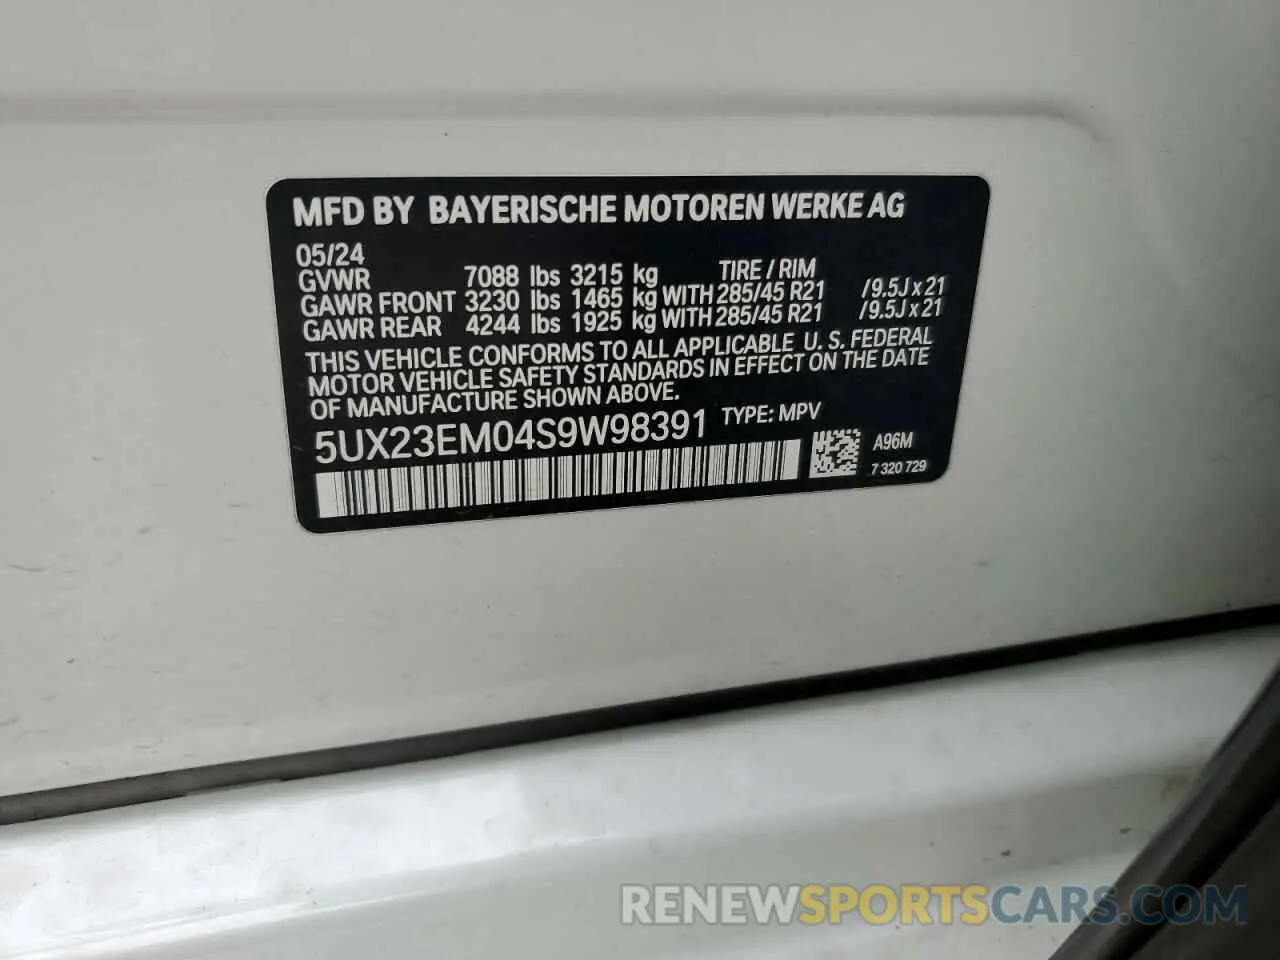 MFD BY BAYERISCHE MOTOREN WERKE AG
05/24
GVWR 7088 lbs 3215 kg TIRE / RIM
GAWR FRONT 3230 lbs 1465 kg WITH 285/45 R21 /9.5J x 21
GAWR REAR 4244 lbs 1925 kg WITH 285/45 R21 /9.5J x 21
THIS VEHICLE CONFORMS TO ALL APPLICABLE U. S. FEDERAL
MOTOR VEHICLE SAFETY STANDARDS IN EFFECT ON THE DATE
OF MANUFACTURE SHOWN ABOVE.
5UX23EM04S9W98391 TYPE: MPV
A96M
7 320 729
RENEWSPORTSCARS.COM